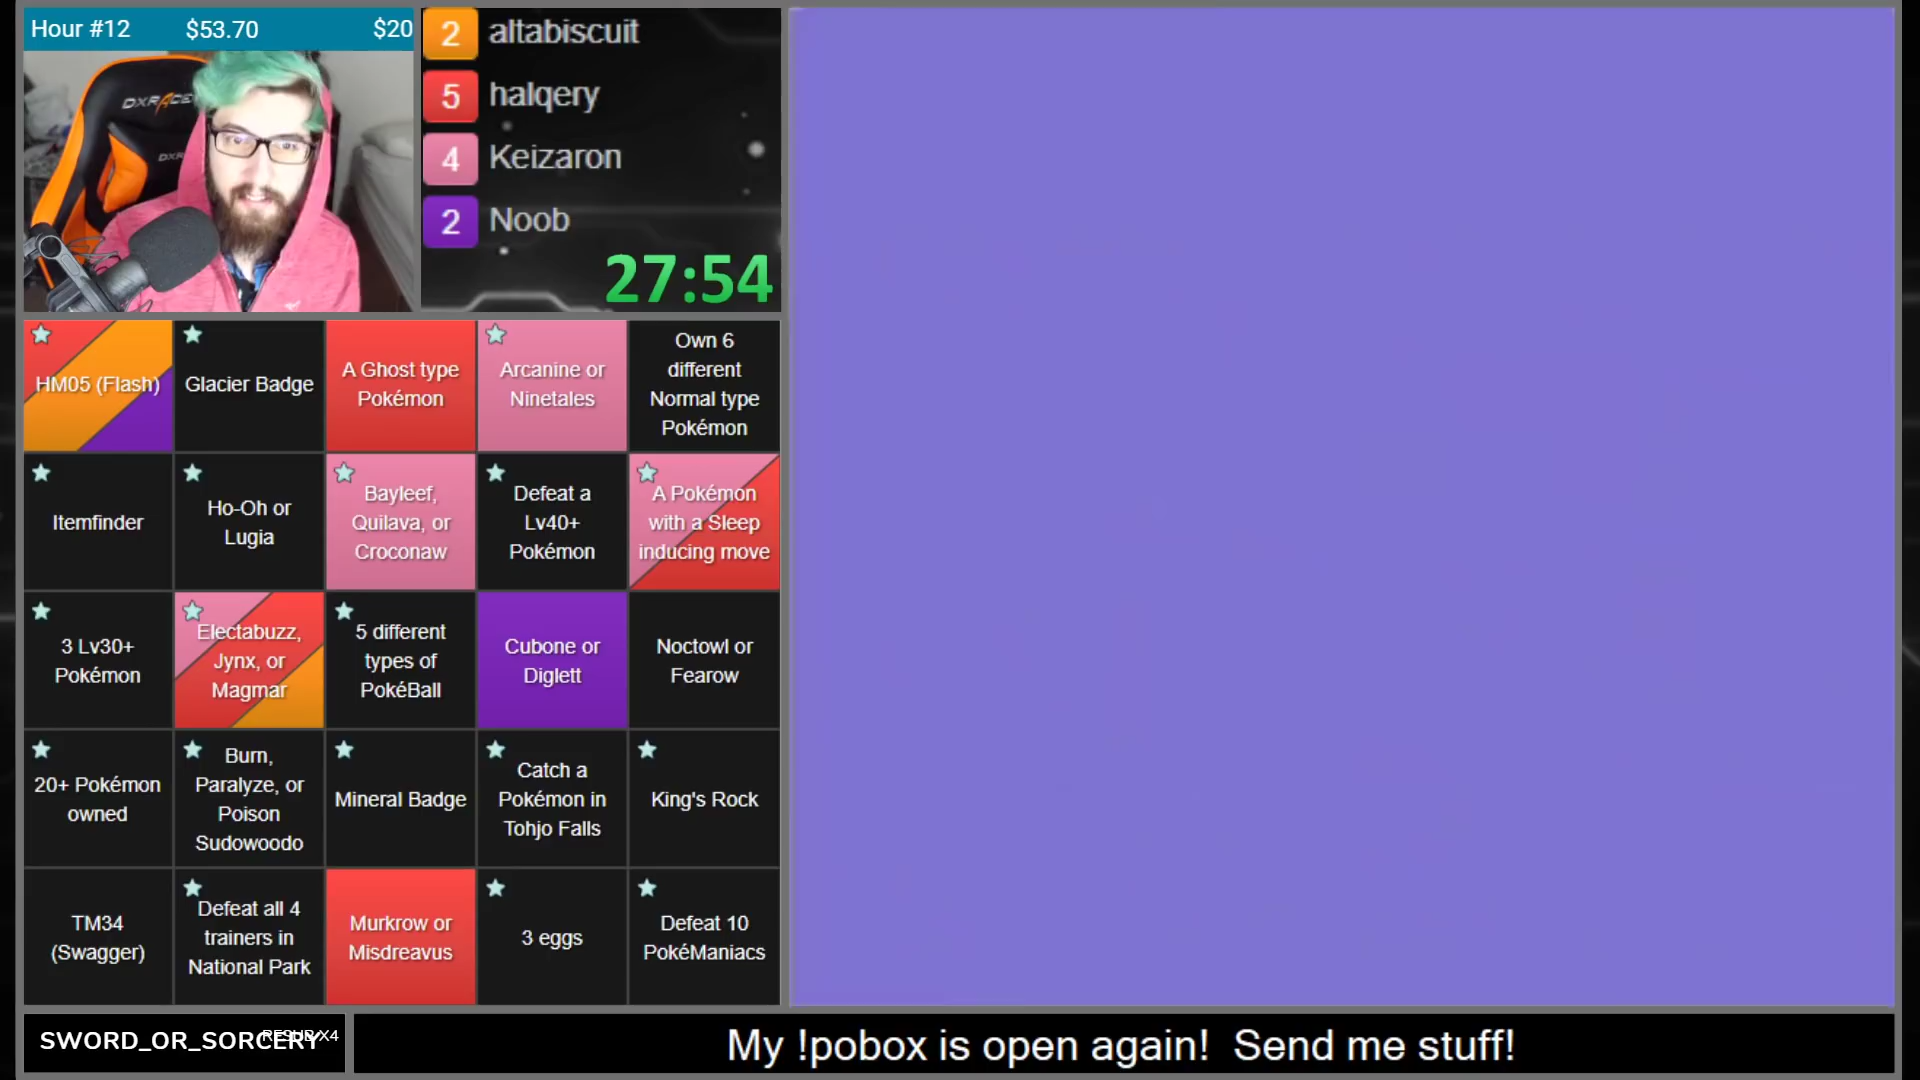 Hour #12 $53.70 $20
DXRACE
DXR
2 altabiscuit
5 halqery
4 Keizaron
2 Noob
27:54
HM05 (Flash)
Glacier Badge
A Ghost type
Pokémon
Arcanine or
Ninetales
Own 6
different
Normal type
Pokémon
Itemfinder
Ho-Oh or
Lugia
Bayleef,
Quilava, or
Croconaw
Defeat a
Lv40+
Pokémon
A Pokémon
with a Sleep
inducing move
3 Lv30+
Pokémon
Electabuzz,
Jynx, or
Magmar
5 different
types of
PokéBall
Cubone or
Diglett
Noctowl or
Fearow
20+ Pokémon
owned
Burn,
Paralyze, or
Poison
Sudowoodo
Mineral Badge
Catch a
Pokémon in
Tohjo Falls
King's Rock
TM34
(Swagger)
Defeat all 4
trainers in
National Park
Murkrow or
Misdreavus
3 eggs
Defeat 10
PokéManiacs
SWORD_OR_SORCERY
RESUB X4
My !pobox is open again! Send me stuff!